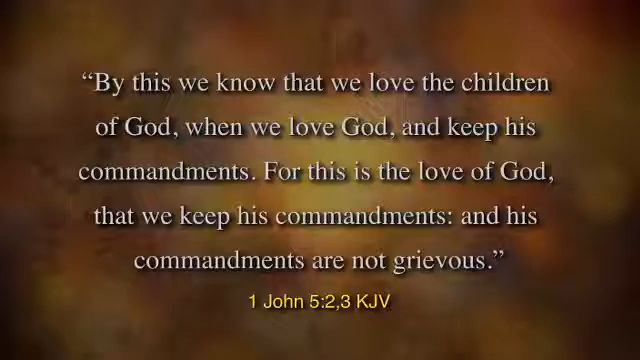 “By this we know that we love the children
of God, when we love God, and keep his
commandments. For this is the love of God,
that we keep his commandments: and his
commandments are not grievous.”
1 John 5:2,3 KJV